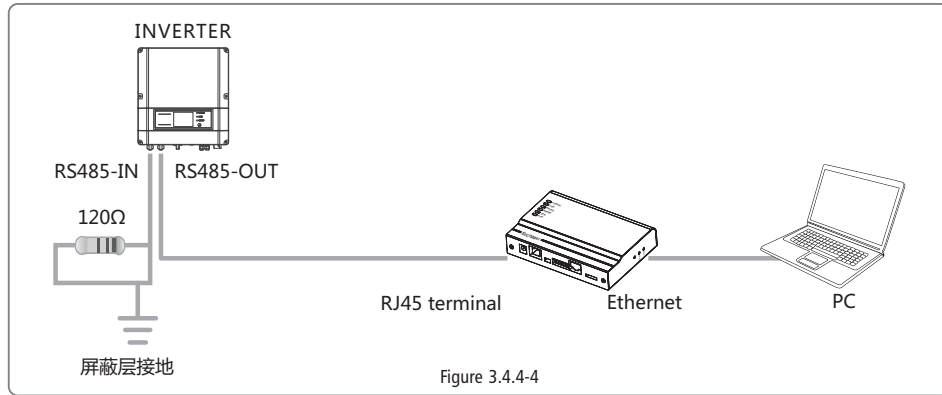 INVERTER
RS485-IN RS485-OUT
120Ω
RJ45 terminal Ethernet PC
屏蔽层接地
Figure 3.4.4-4